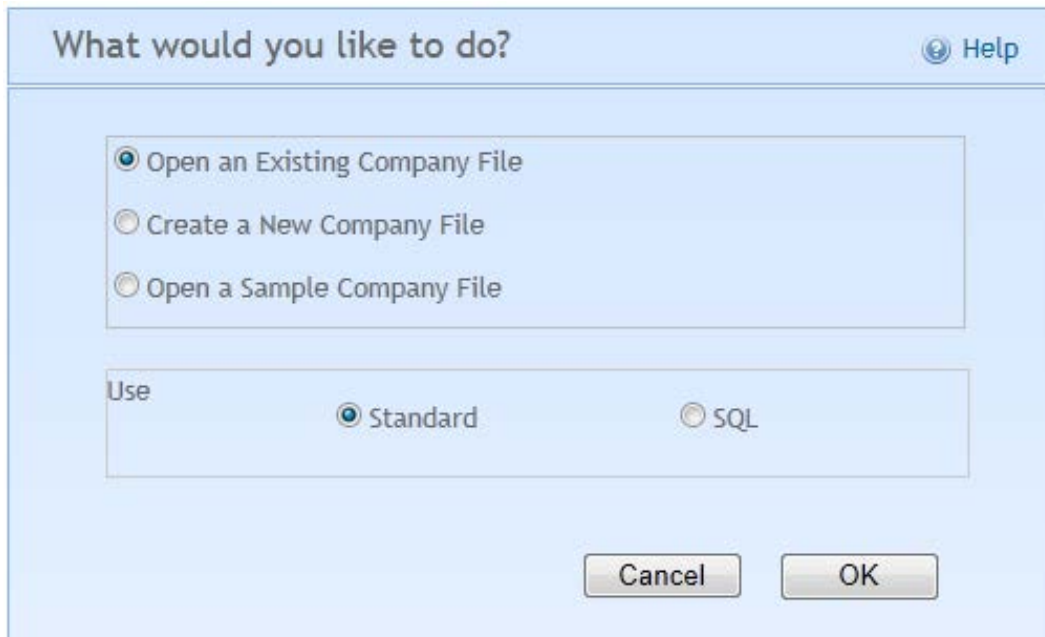 What would you like to do?
Help
Open an Existing Company File
Create a New Company File
Open a Sample Company File
Use
Standard
SQL
Cancel
OK